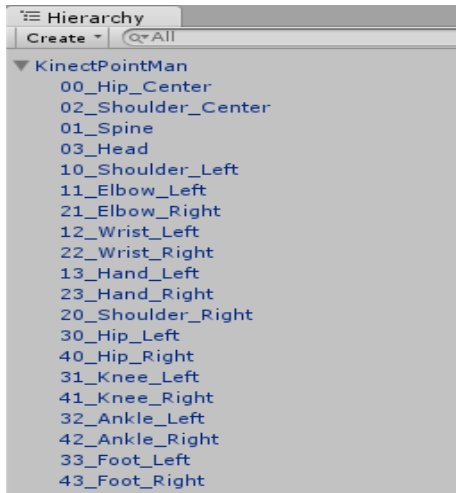 Hierarchy
Create All
KinectPointMan
00_Hip_Center
02_Shoulder_Center
01_Spine
03_Head
10_Shoulder_Left
11_Elbow_Left
21_Elbow_Right
12_Wrist_Left
22_Wrist_Right
13_Hand_Left
23_Hand_Right
20_Shoulder_Right
30_Hip_Left
40_Hip_Right
31_Knee_Left
41_Knee_Right
32_Ankle_Left
42_Ankle_Right
33_Foot_Left
43_Foot_Right